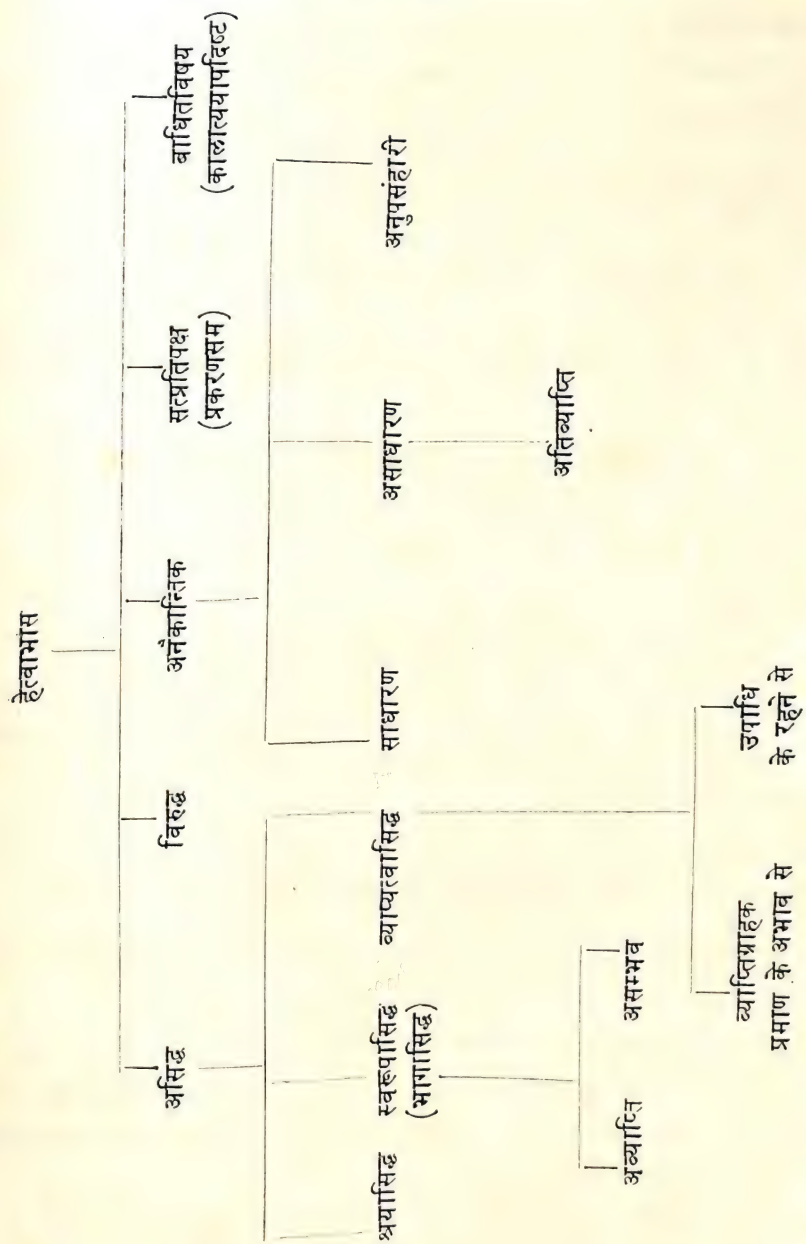 हेत्वाभास
असिद्ध
विरुद्ध
अनैकान्तिक
सत्प्रतिपक्ष
(प्रकरणसम)
बाधितविषय
(कालात्ययापदिष्ट)
श्रयासिद्ध
स्वरूपासिद्ध
(भागासिद्ध)
व्याप्यत्वासिद्ध
साधारण
असाधारण
अनुपसंहारी
अव्याप्ति
असम्भव
अतिव्याप्ति
व्याप्तिग्राहक
प्रमाण के अभाव से
उपाधि
के रहने से